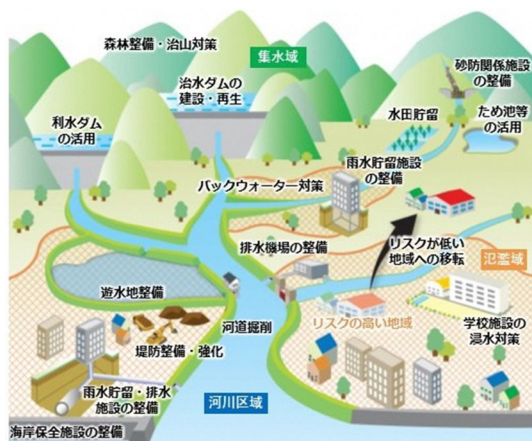 森林整備・治山対策
集水域
砂防関係施設
の整備
治水ダムの
建設・再生
利水ダム
の活用
水田貯留
ため池等
の活用
雨水貯留施設
の整備
バックウォーター対策
排水機場の整備
リスクが低い
地域への移転
氾濫域
遊水地整備
河道掘削
リスクの高い地域
学校施設の
浸水対策
堤防整備・強化
雨水貯留・排水
施設の整備
河川区域
海岸保全施設の整備